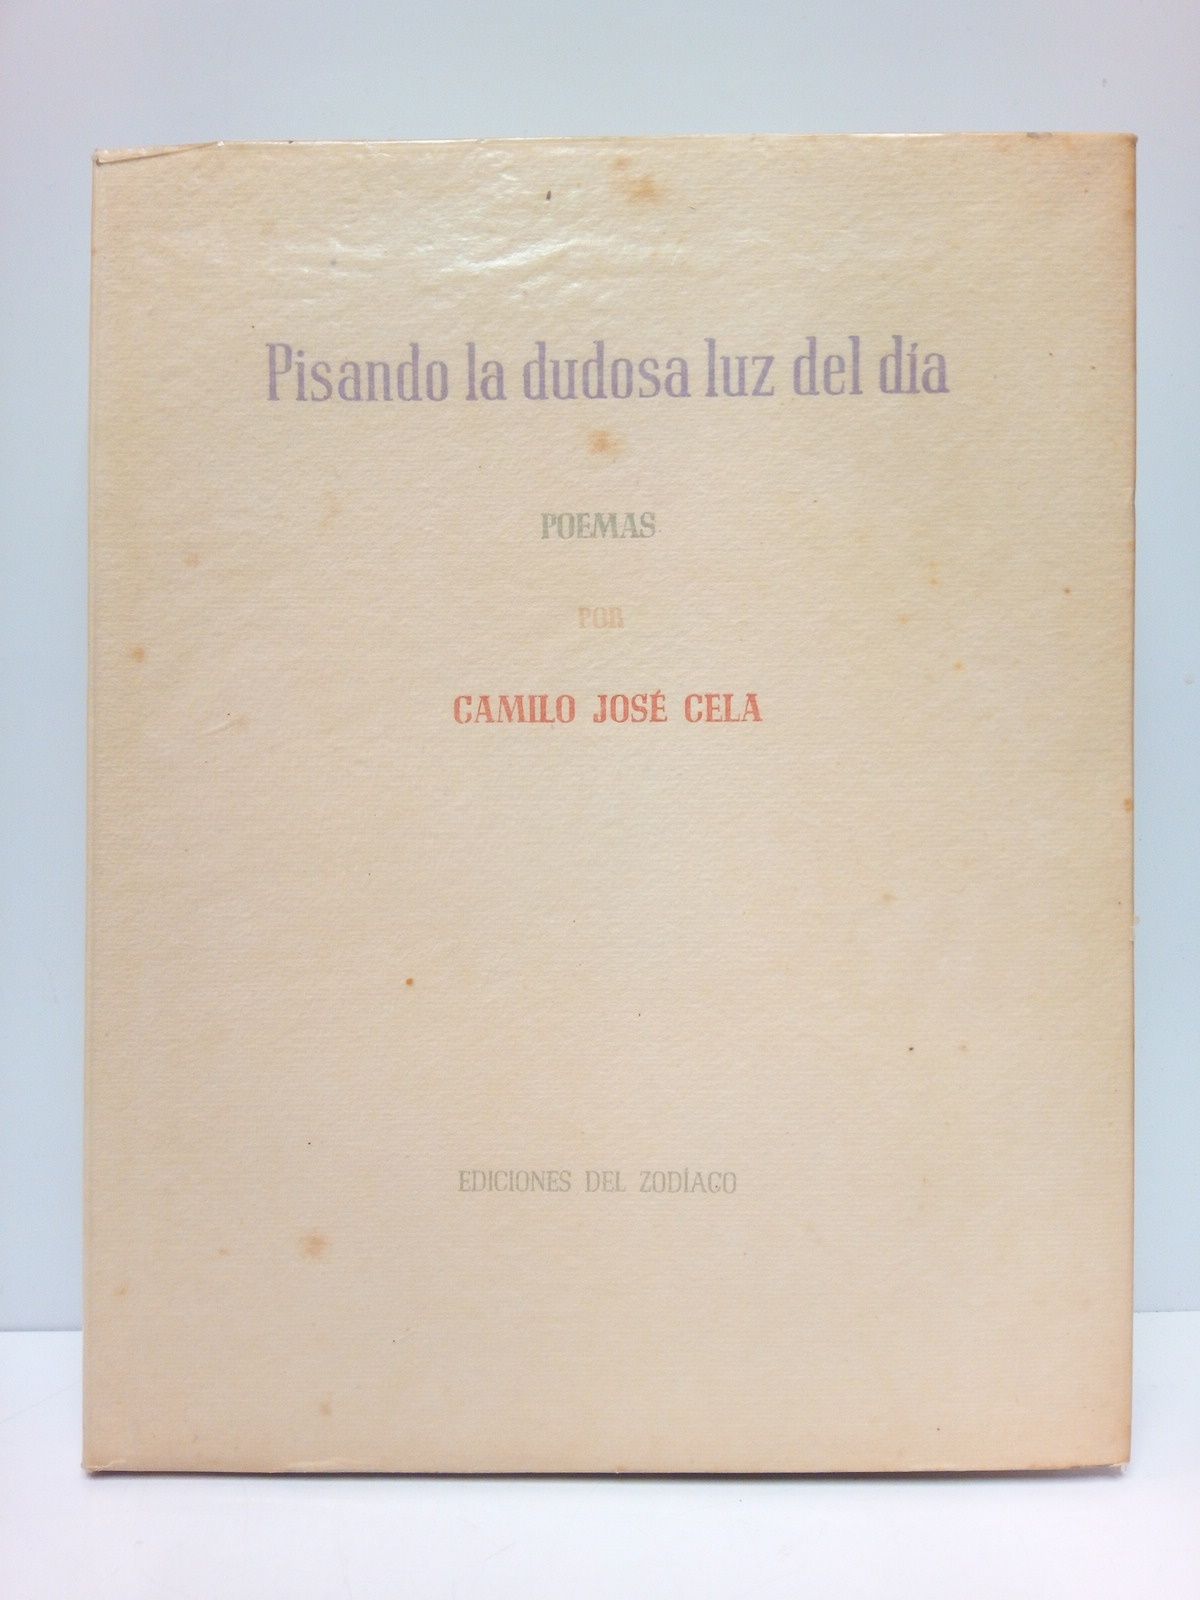 Pisando la dudosa luz del día
POEMAS
POR
CAMILO JOSÉ CELA
EDICIONES DEL ZODÍACO